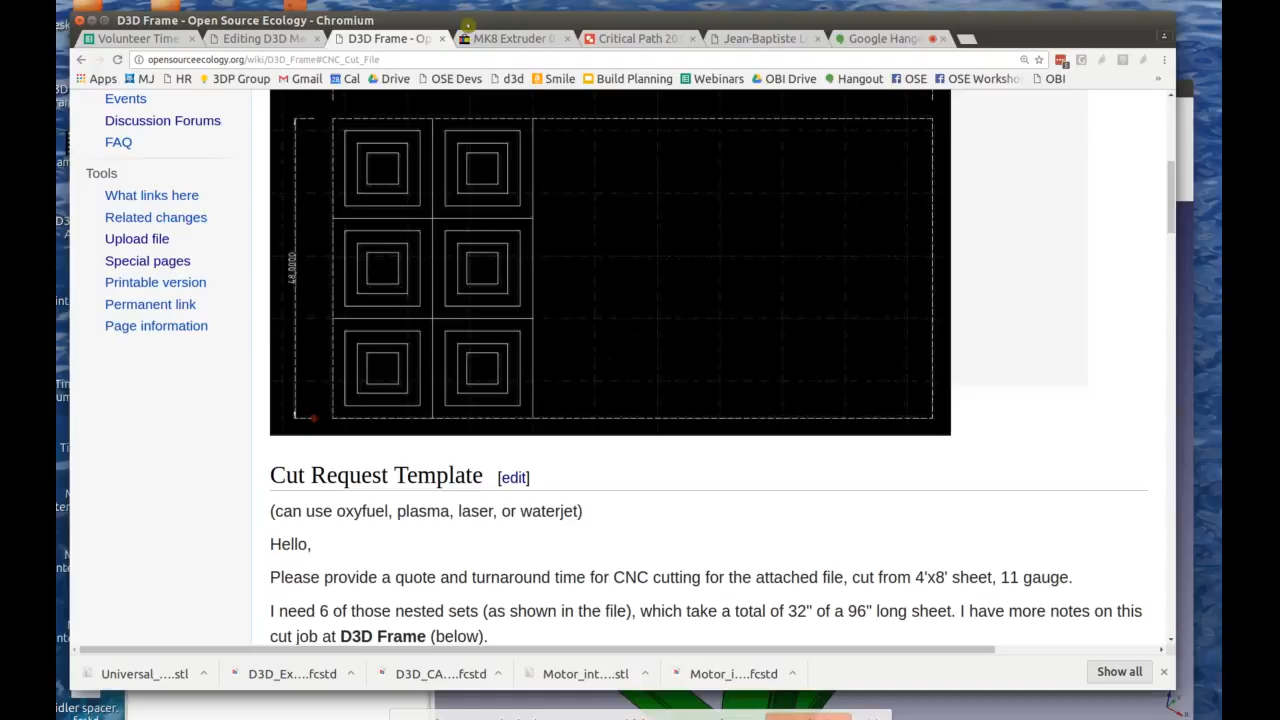 D3D Frame - Open Source Ecology - Chromium
Volunteer Time
Editing D3D Me
D3D Frame - Op
MK8 Extruder
Critical Path 20
Jean-Baptiste
Google Hang
opensourceecology.org/wiki/D3D_Frame#CNC_Cut_File
Apps MJ HR 3DP Group Gmail Cal Drive OSE Devs d3d Smile Build Planning Webinars OBI Drive Hangout OSE OSE Worksho OBI »
Events
Discussion Forums
FAQ
Tools
What links here
Related changes
Upload file
Special pages
Printable version
Permanent link
Page information
48.0000
Cut Request Template [edit]
(can use oxyfuel, plasma, laser, or waterjet)
Hello,
Please provide a quote and turnaround time for CNC cutting for the attached file, cut from 4'x8' sheet, 11 gauge.
I need 6 of those nested sets (as shown in the file), which take a total of 32" of a 96" long sheet. I have more notes on this
cut job at D3D Frame (below).
Universal_....stl
D3D_Ex....fcstd
D3D_CA....fcstd
Motor_int....stl
Motor_i....fcstd
Show all
idler spacer.